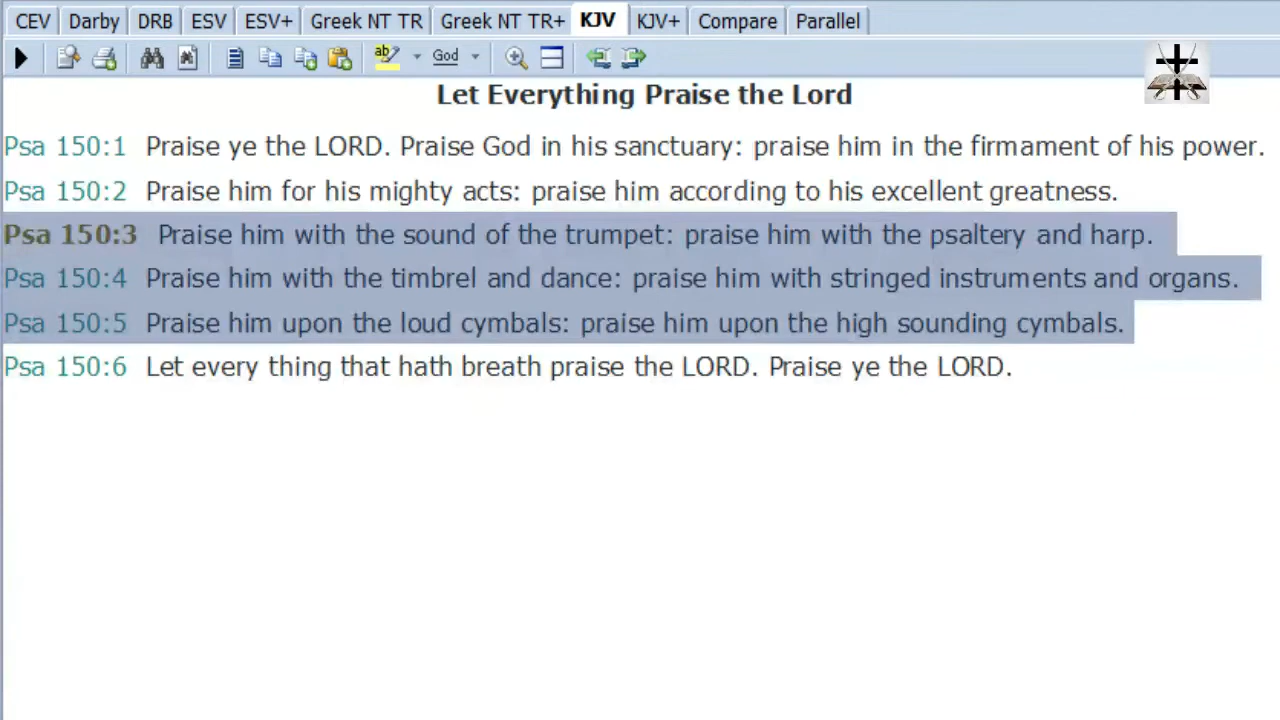 CEV Darby DRB ESV ESV+ Greek NT TR Greek NT TR+ KJV KJV+ Compare Parallel
ab God
Let Everything Praise the Lord
Psa 150:1 Praise ye the LORD. Praise God in his sanctuary: praise him in the firmament of his power.
Psa 150:2 Praise him for his mighty acts: praise him according to his excellent greatness.
Psa 150:3 Praise him with the sound of the trumpet: praise him with the psaltery and harp.
Psa 150:4 Praise him with the timbrel and dance: praise him with stringed instruments and organs.
Psa 150:5 Praise him upon the loud cymbals: praise him upon the high sounding cymbals.
Psa 150:6 Let every thing that hath breath praise the LORD. Praise ye the LORD.